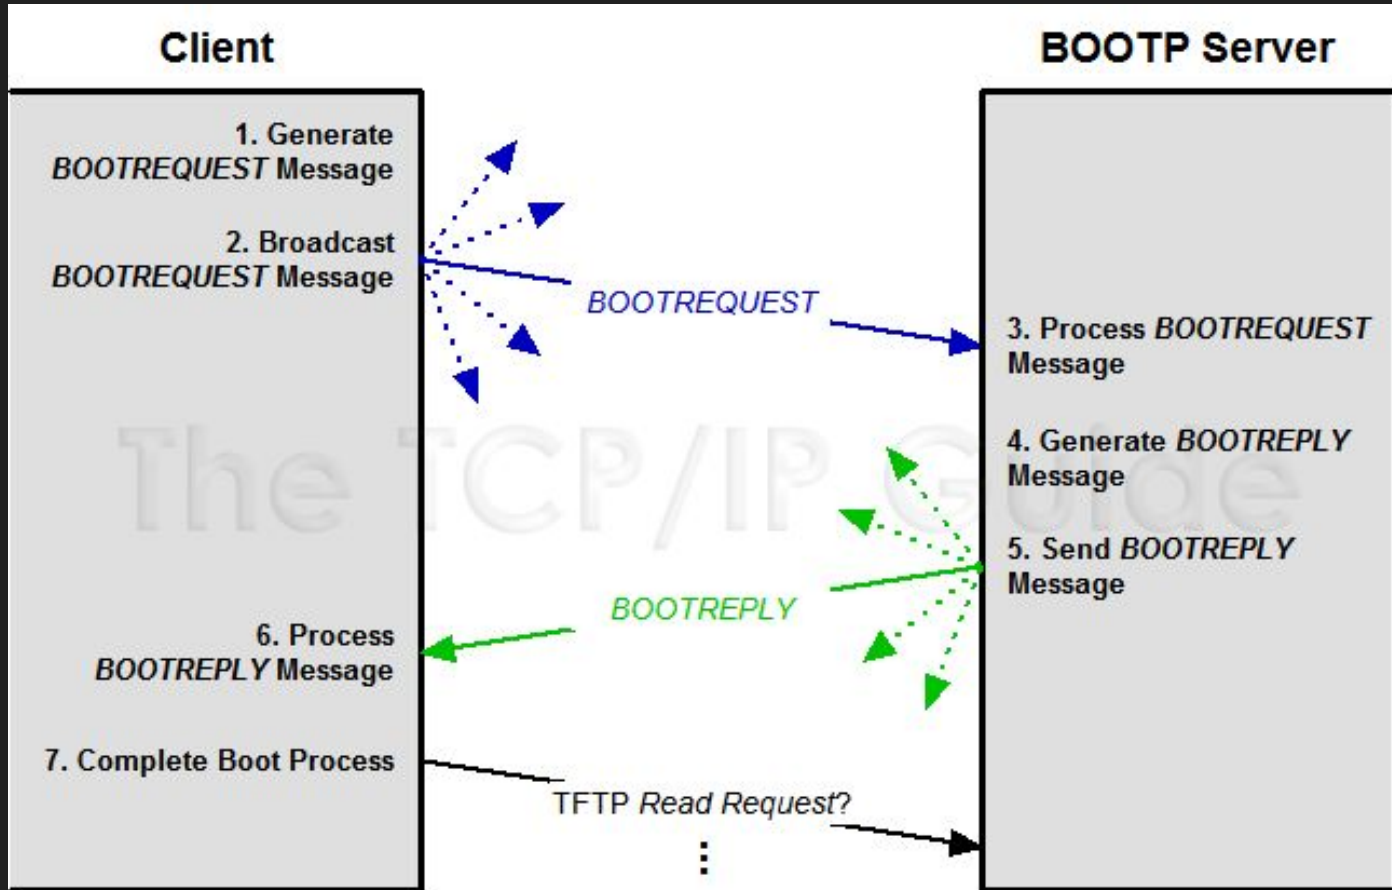 Client
BOOTP Server
1. Generate
BOOTREQUEST Message
2. Broadcast
BOOTREQUEST Message
BOOTREQUEST
3. Process BOOTREQUEST
Message
The TCP/IP Guide
4. Generate BOOTREPLY
Message
5. Send BOOTREPLY
Message
BOOTREPLY
6. Process
BOOTREPLY Message
7. Complete Boot Process
TFTP Read Request?